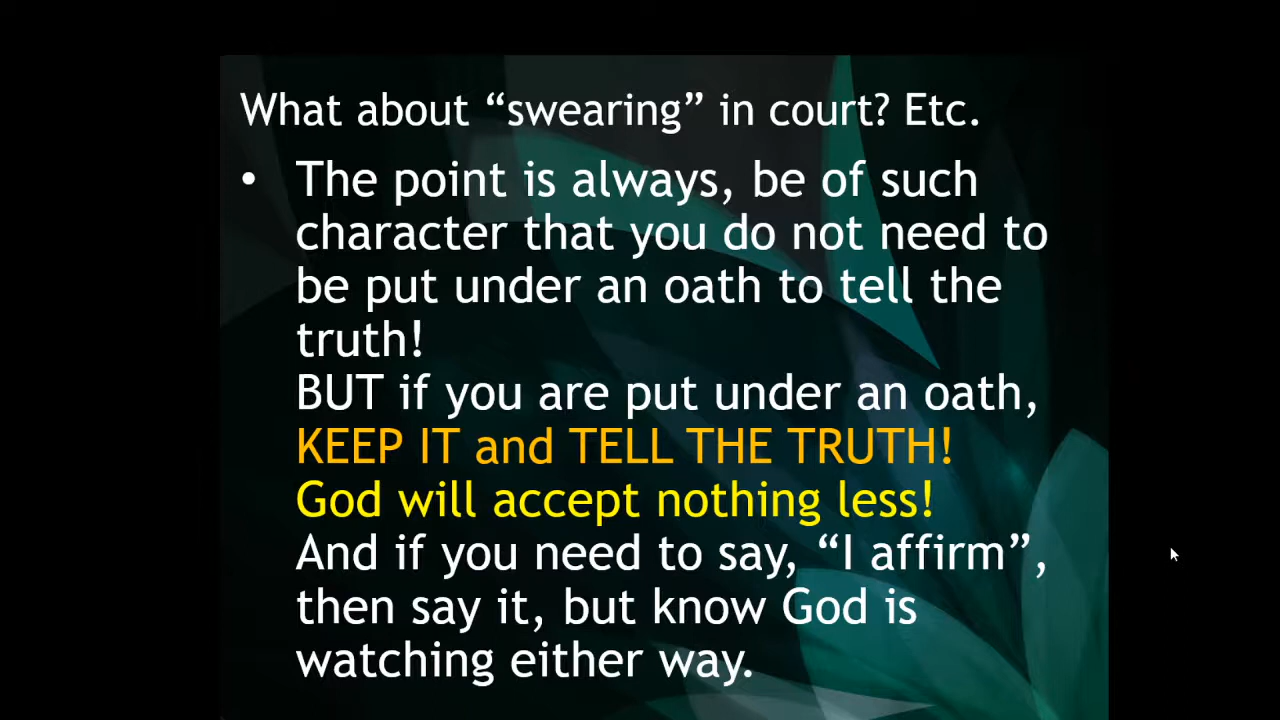 What about “swearing” in court? Etc.
• The point is always, be of such
character that you do not need to
be put under an oath to tell the
truth!
BUT if you are put under an oath,
KEEP IT and TELL THE TRUTH!
God will accept nothing less!
And if you need to say, “I affirm”,
then say it, but know God is
watching either way.